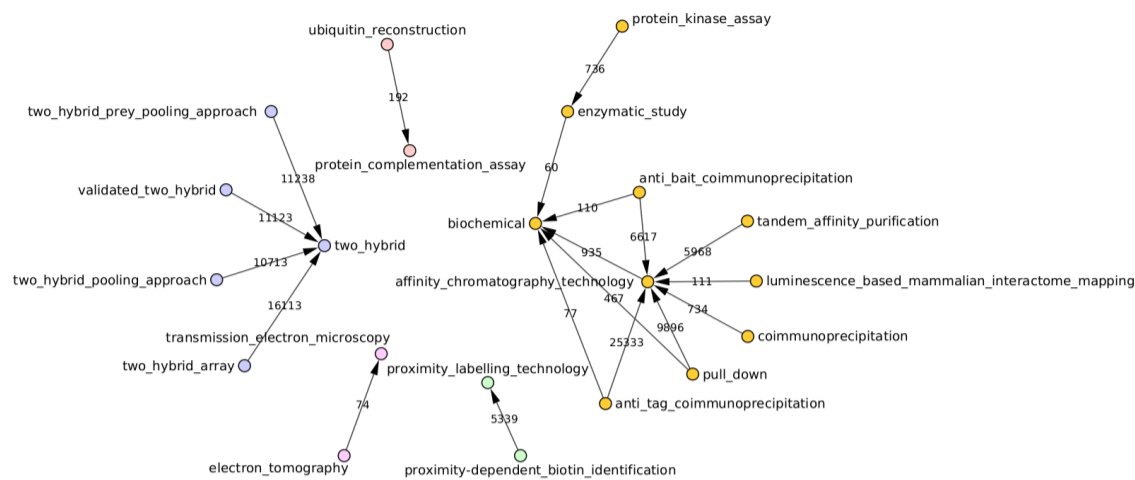 protein_kinase_assay
ubiquitin_reconstruction
736
192
two_hybrid_prey_pooling_approach
enzymatic_study
protein_complementation_assay
60
11238
anti_bait_coimmunoprecipitation
validated_two_hybrid
110
11123
biochemical
tandem_affinity_purification
6617
two_hybrid
935
5968
10713
two_hybrid_pooling_approach
affinity_chromatography_technology
111
luminescence_based_mammalian_interactome_mapping
467
16113
77
734
9896
transmission_electron_microscopy
coimmunoprecipitation
25333
two_hybrid_array
proximity_labelling_technology
pull_down
74
anti_tag_coimmunoprecipitation
5339
electron_tomography
proximity-dependent_biotin_identification